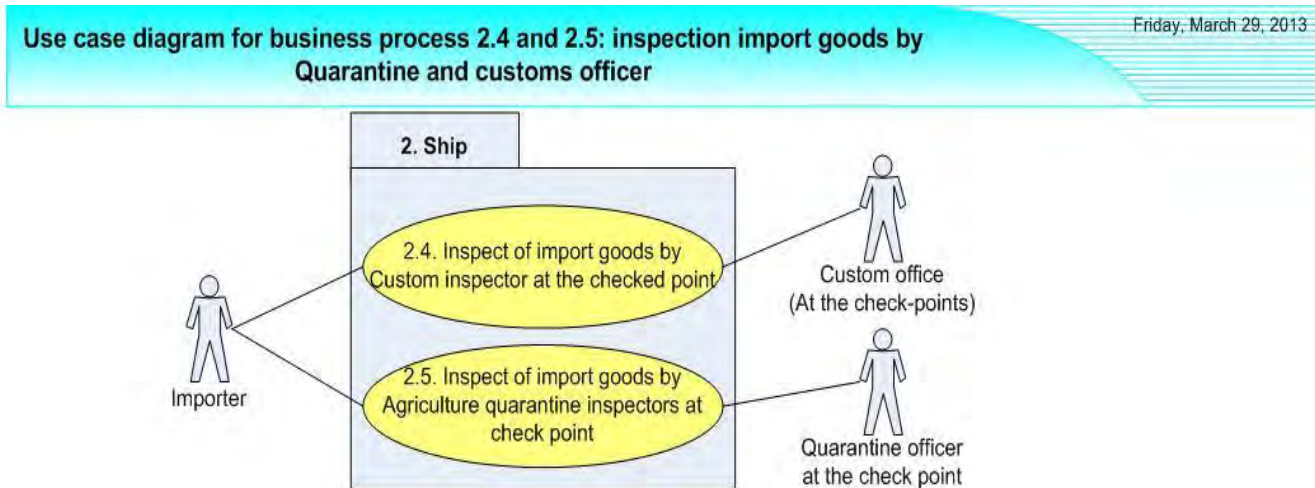 Use case diagram for business process 2.4 and 2.5: inspection import goods by
Quarantine and customs officer
Friday, March 29, 2013
2. Ship
2.4. Inspect of import goods by
Custom inspector at the checked point
Custom office
(At the check-points)
Importer
2.5. Inspect of import goods by
Agriculture quarantine inspectors at
check point
Quarantine officer
at the check point